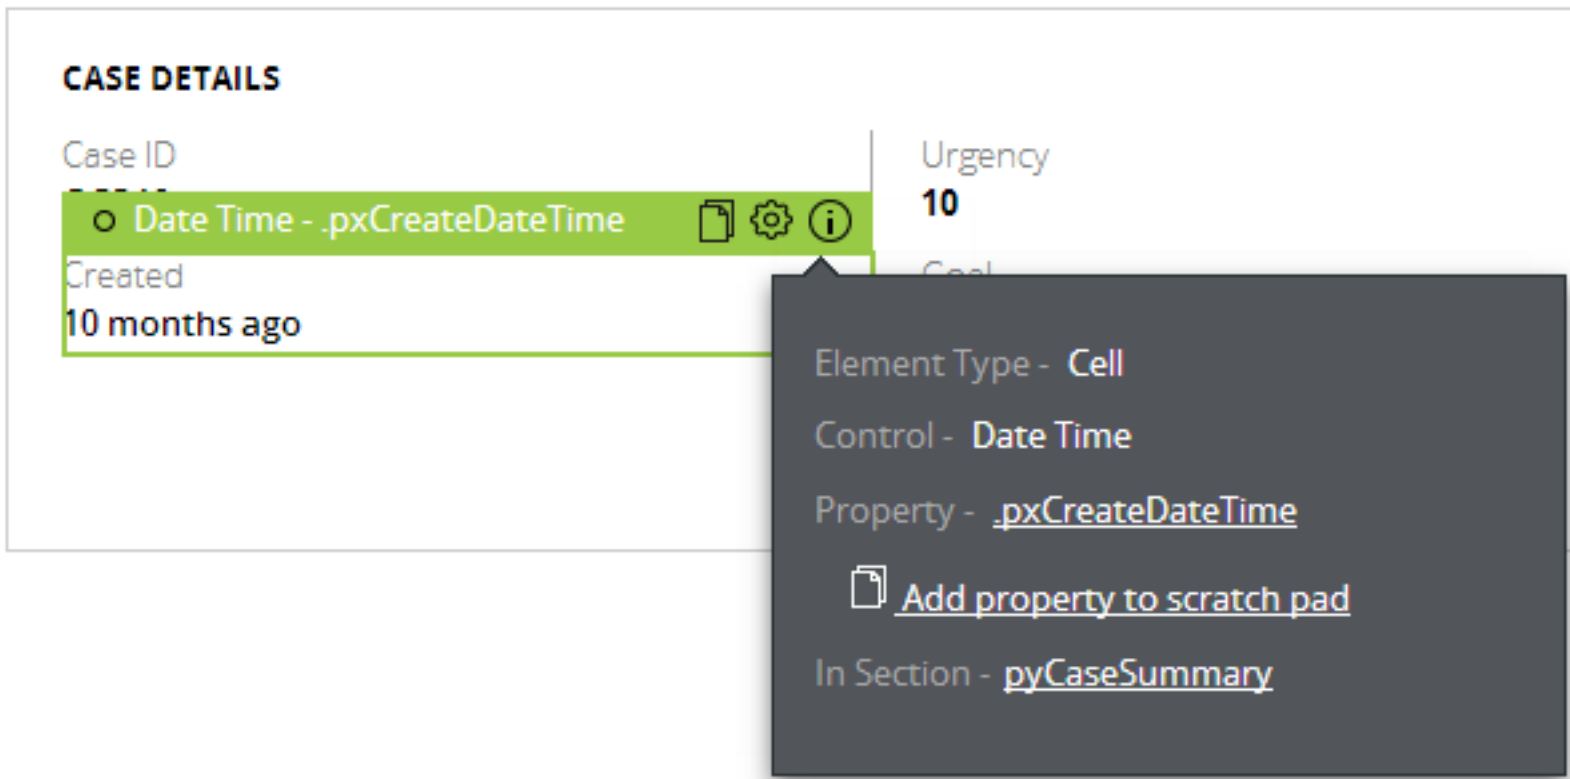 CASE DETAILS
Case ID
Urgency
10
Date Time - .pxCreateDateTime
Created
10 months ago
Element Type - Cell
Control - Date Time
Property - .pxCreateDateTime
Add property to scratch pad
In Section - pyCaseSummary